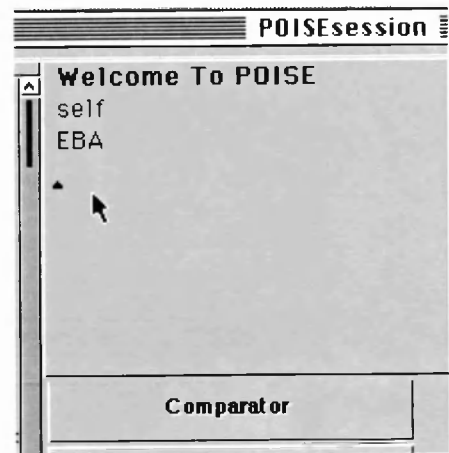 POISEsession
Welcome To POISE
self
EBA
Comparator